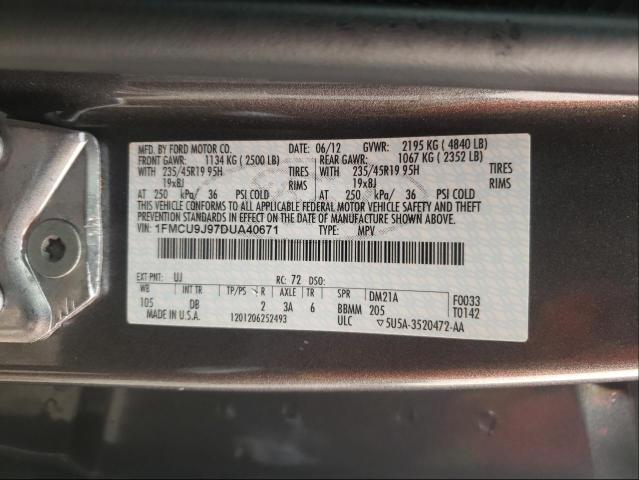 MFD. BY FORD MOTOR CO. DATE: 06/12 GVWR: 2195 KG ( 4840 LB)
FRONT GAWR: 1134 KG ( 2500 LB) REAR GAWR: 1067 KG ( 2352 LB)
WITH 235/45R19 95H TIRES WITH 235/45R19 95H TIRES
19x8J RIMS 19x8J RIMS
AT 250 kPa/ 36 PSI COLD AT 250 kPa/ 36 PSI COLD
THIS VEHICLE CONFORMS TO ALL APPLICABLE FEDERAL MOTOR VEHICLE SAFETY AND THEFT
PREVENTION STANDARDS IN EFFECT ON THE DATE OF MANUFACTURE SHOWN ABOVE.
VIN: 1FMCU9J97DUA40671 TYPE: MPV
EXT PNT: UJ RC: 72 DSO:
WB INT TR TP/PS R AXLE TR SPR DM21A F0033
105 DB 2 3A 6 BBMM 205 T0142
MADE IN U.S.A. 1201206252493 ULC ▽5U5A-3520472-AA